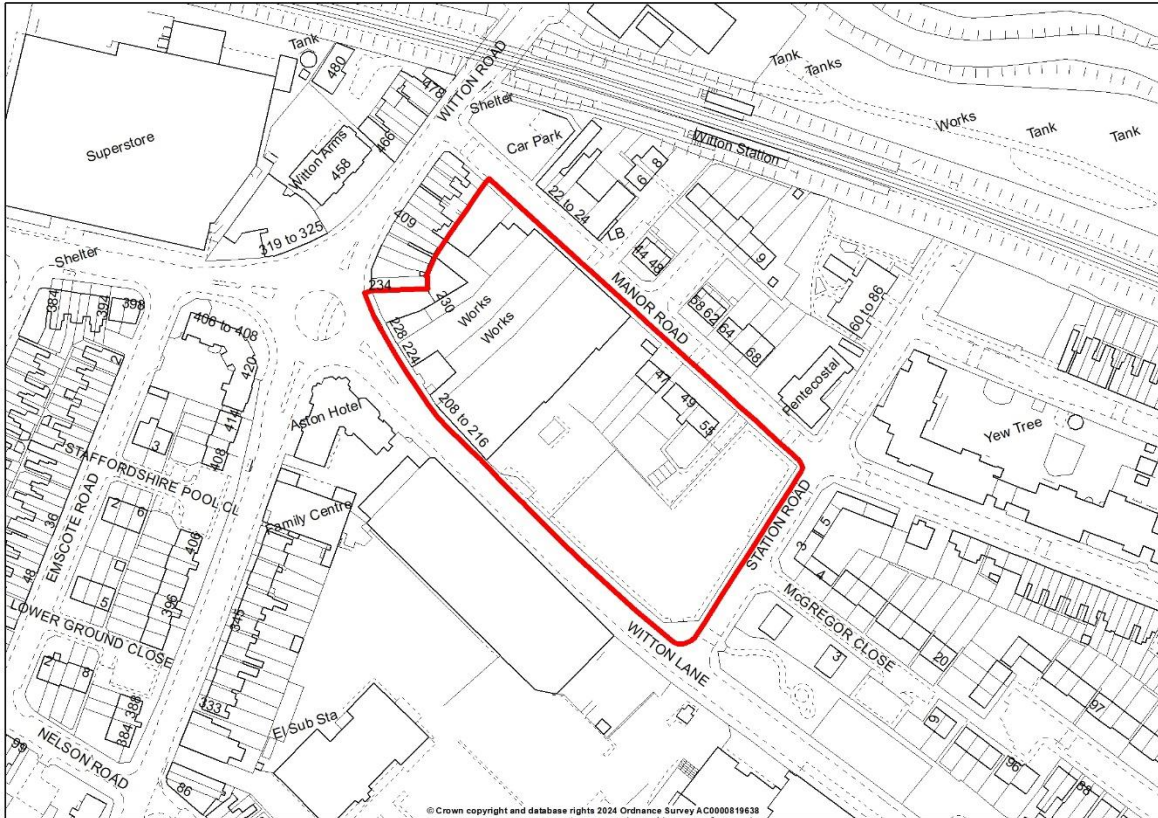 WITTON ROAD
Tank
480
478
Shelter
Superstore
466
Witton Arms
458
Car Park
Witton Station
Tank
Tanks
Works
Tank
Tank
8
6
22 to 24
LB
44
48
9
409
319 to 325
Shelter
234
230
MANOR ROAD
58
62
64
68
60 to 86
384
394
398
406 to 408
420
Works
Works
228
224
Pentecostal
47
49
55
Yew Tree
2
3
414
408
Aston Hotel
208 to 216
STAFFORDSHIRE POOL CL
Family Centre
EMSCOTE ROAD
36
48
2
6
406
5
396
345
STATION ROAD
5
3
4
McGREGOR CLOSE
3
20
LOWER GROUND CLOSE
2
8
388
384
333
WITTON LANE
El Sub Sta
9
96
97
88
NELSON ROAD
99
86
© Crown copyright and database rights 2024 Ordnance Survey AC0000819638